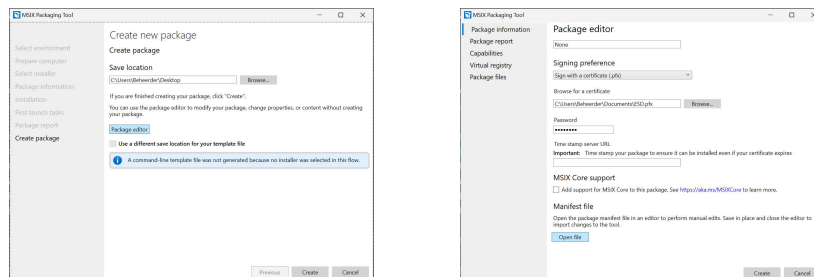 MSIX Packaging Tool
Select environment
Prepare computer
Select installer
Package information
Installation
First launch tasks
Package report
Create package
Create new package
Create package
Save location
C:\Users\Beheerder\Desktop
Browse...
If you are finished creating your package, click "Create".
You can use the package editor to modify your package, change properties, or content without creating
your package.
Package editor
Use a different save location for your template file
A command-line template file was not generated because no installer was selected in this flow.
Previous
Create
Cancel
MSIX Packaging Tool
Package information
Package report
Capabilities
Virtual registry
Package files
Package editor
None
Signing preference
Sign with a certificate (.pfx)
Browse for a certificate
C:\Users\Beheerder\Documents\ESD.pfx
Browse...
Password
••••••••
Time stamp server URL
Important: Time stamp your package to ensure it can be installed even if your certificate expires
MSIX Core support
Add support for MSIX Core to this package. See https://aka.ms/MSIXCore to learn more.
Manifest file
Open the package manifest file in an editor to perform manual edits. Save in place and close the editor to
import changes to the tool.
Open file
Create
Cancel